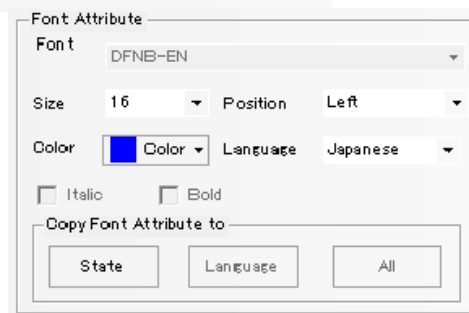 Font Attribute
Font DFNB-EN
Size 16 Position Left
Color Color Language Japanese
Italic Bold
Copy Font Attribute to
State Language All